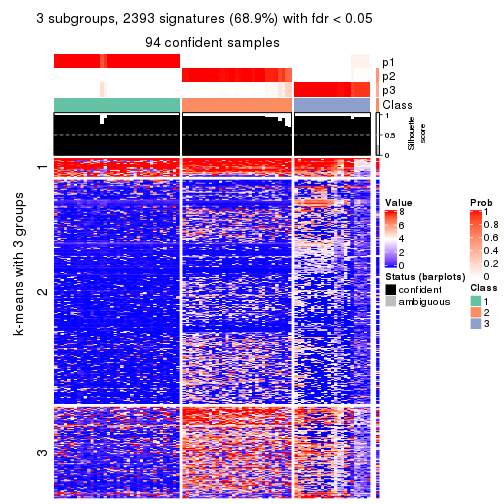 3 subgroups, 2393 signatures (68.9%) with fdr < 0.05
94 confident samples
p1
p2
p3
Class
1
0.5
0
Silhouette
score
k-means with 3 groups
1
2
3
Value
8
6
4
2
0
Status (barplots)
confident
ambiguous
Prob
1
0.8
0.6
0.4
0.2
0
Class
1
2
3